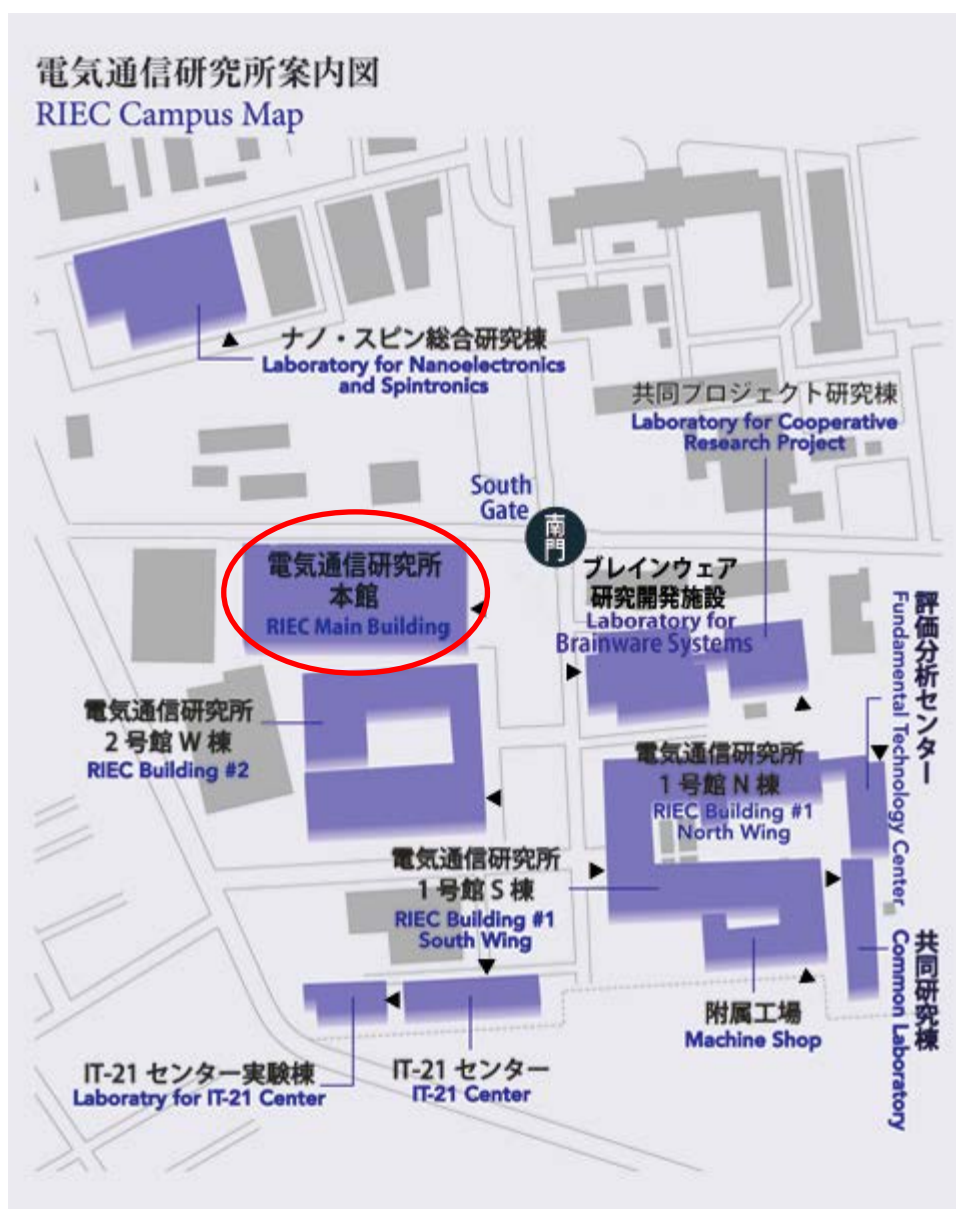 電気通信研究所案内図
RIEC Campus Map
ナノ・スピン総合研究棟
Laboratory for Nanoelectronics
and Spintronics
共同プロジェクト研究棟
Laboratory for Cooperative
Research Project
South
Gate
南門
電気通信研究所
本館
RIEC Main Building
ブレインウェア
研究開発施設
Laboratory for
Brainware Systems
評価分析センター
Fundamental Technology Center
電気通信研究所
2号館 W 棟
RIEC Building #2
電気通信研究所
1号館 N 棟
RIEC Building #1
North Wing
電気通信研究所
1号館 S 棟
RIEC Building #1
South Wing
共同研究棟
Common Laboratory
附属工場
Machine Shop
IT-21 センター実験棟
Laboratry for IT-21 Center
IT-21 センター
IT-21 Center